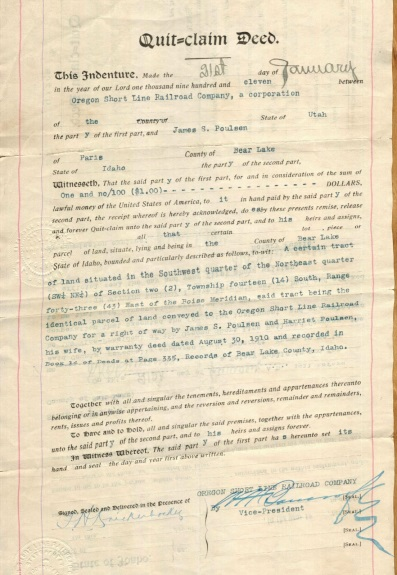 Quit=claim Deed.
This Indenture, Made the 21st day of January
in the year of our Lord one thousand nine hundred and eleven between
Oregon Short Line Railroad Company, a corporation
of the County of State of Utah
the part y of the first part, and James S. Poulsen
of Paris County of Bear Lake
State of Idaho the part y of the second part,
Witnesseth, That the said part y of the first part, for and in consideration of the sum of
One and no/100 ($1.00)- - - - - - - - - - - - - - - - - - DOLLARS,
lawful money of the United States of America, to it in hand paid by the said part y of the
second part, the receipt whereof is hereby acknowledged, do by these presents remise, release
and forever Quit-claim unto the said part y of the second part, and to his heirs and assigns,
all that certain lot , piece or
parcel of land, situate, lying and being in the County of Bear Lake
State of Idaho, bounded and particularly described as follows, to-wit: A certain tract
of land situated in the Southwest quarter of the Northeast quarter
(SW¼ NE¼) of Section two (2), Township fourteen (14) South, Range
forty-three (43) East of the Boise Meridian, said tract being the
identical parcel of land conveyed to the Oregon Short Line Railroad
Company for a right of way by James S. Poulsen and Harriet Poulsen,
his wife, by warranty deed dated August 30, 1910 and recorded in
of Deeds at Page 355, Records of Bear Lake County, Idaho.
Together with all and singular the tenements, hereditaments and appurtenances thereunto
belonging or in anywise appertaining, and the reversion and reversions, remainder and remainders,
rents, issues and profits thereof.
To Have and to Hold, all and singular the said premises, together with the appurtenances,
unto the said part y of the second part, and to his heirs and assigns forever.
In Witness Whereof, The said part y of the first part ha s hereunto set its
hand and seal the day and year first above written.
OREGON SHORT LINE RAILROAD COMPANY
Signed, Sealed and Delivered in the Presence of
By [Seal.]
Vice-President [Seal.]
[Seal.]
[Seal.]